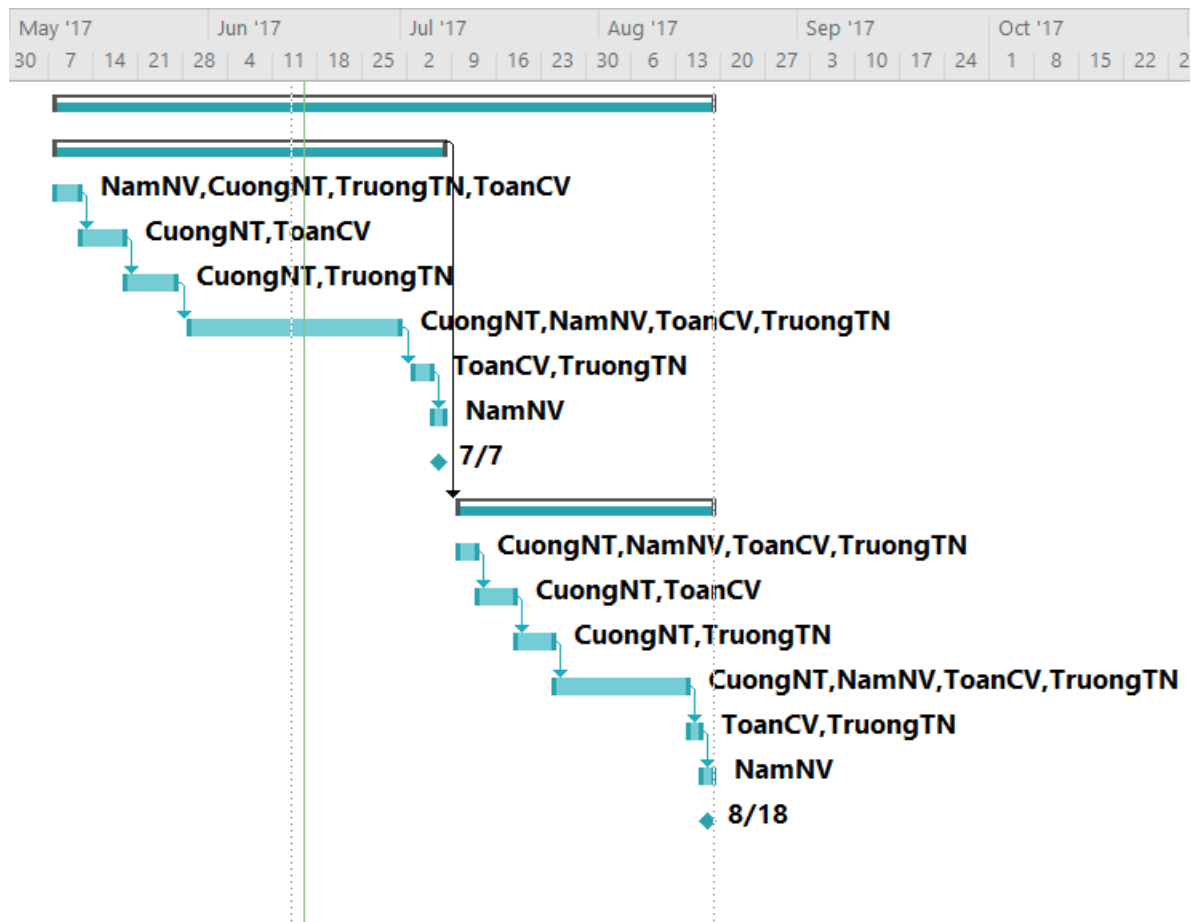 May '17 Jun '17 Jul '17 Aug '17 Sep '17 Oct '17
30 7 14 21 28 4 11 18 25 2 9 16 23 30 6 13 20 27 3 10 17 24 1 8 15 22 2
NamNV,CuongNT,TruongTN,ToanCV
CuongNT,ToanCV
CuongNT,TruongTN
CuongNT,NamNV,ToanCV,TruongTN
ToanCV,TruongTN
NamNV
7/7
CuongNT,NamNV,ToanCV,TruongTN
CuongNT,ToanCV
CuongNT,TruongTN
CuongNT,NamNV,ToanCV,TruongTN
ToanCV,TruongTN
NamNV
8/18